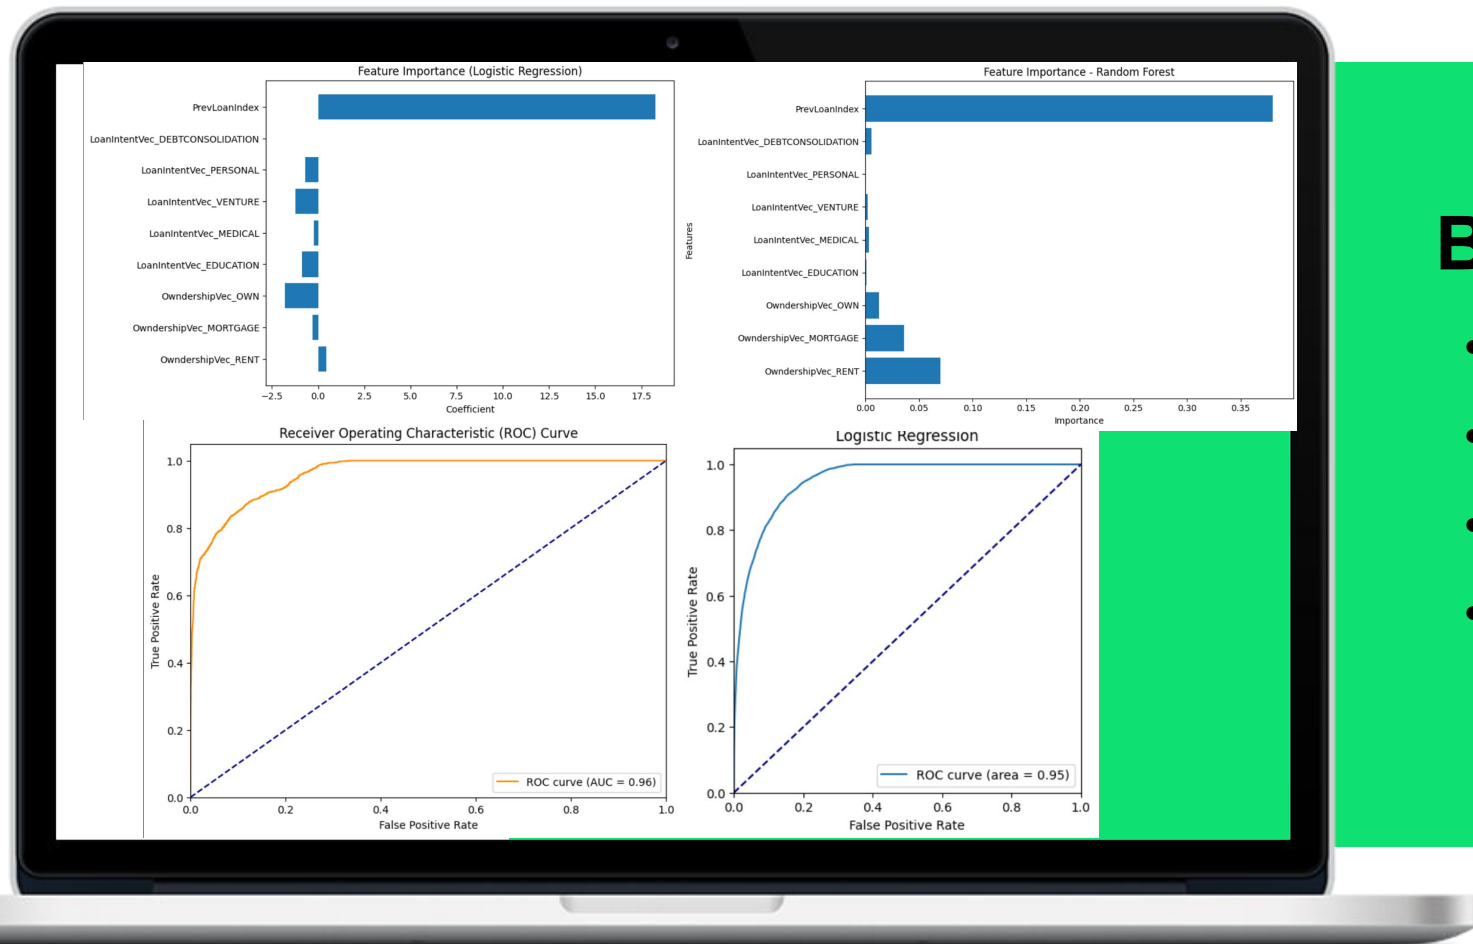 Feature Importance (Logistic Regression)
PrevLoanIndex
LoanIntentVec_DEBTCONSOLIDATION
LoanIntentVec_PERSONAL
LoanIntentVec_VENTURE
LoanIntentVec_MEDICAL
LoanIntentVec_EDUCATION
OwndershipVec_OWN
OwndershipVec_MORTGAGE
OwndershipVec_RENT
−2.5 0.0 2.5 5.0 7.5 10.0 12.5 15.0 17.5
Coefficient
Feature Importance - Random Forest
Features
PrevLoanIndex
LoanIntentVec_DEBTCONSOLIDATION
LoanIntentVec_PERSONAL
LoanIntentVec_VENTURE
LoanIntentVec_MEDICAL
LoanIntentVec_EDUCATION
OwndershipVec_OWN
OwndershipVec_MORTGAGE
OwndershipVec_RENT
0.00 0.05 0.10 0.15 0.20 0.25 0.30 0.35
Importance
Receiver Operating Characteristic (ROC) Curve
True Positive Rate
1.0
0.8
0.6
0.4
0.2
0.0
0.0 0.2 0.4 0.6 0.8 1.0
False Positive Rate
ROC curve (AUC = 0.96)
Logistic Regression
True Positive Rate
1.0
0.8
0.6
0.4
0.2
0.0
0.0 0.2 0.4 0.6 0.8 1.0
False Positive Rate
ROC curve (area = 0.95)
B